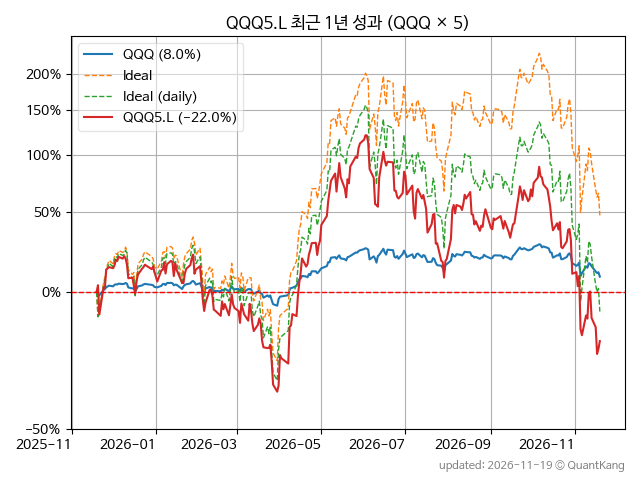 QQQ5.L 최근 1년 성과 (QQQ × 5)
QQQ (8.0%)
Ideal
Ideal (daily)
QQQ5.L (−22.0%)
200%
150%
100%
50%
0%
−50%
2025-11
2026-01
2026-03
2026-05
2026-07
2026-09
2026-11
updated: 2026-11-19 © QuantKang